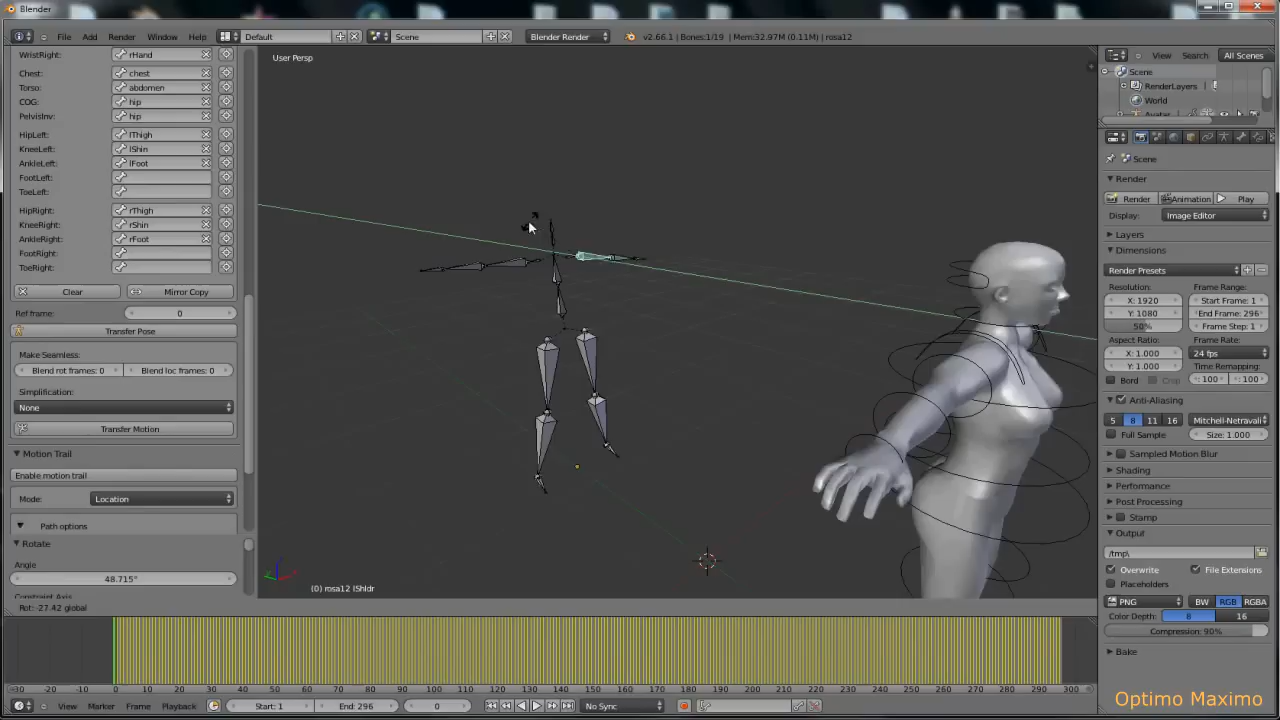 Blender
File Add Render Window Help
Default
Scene
Blender Render
v2.66.1 | Bones:1/19 | Mem:32.97M (0.11M) | rosa12
WristRight: rHand
Chest: chest
Torso: abdomen
COG: hip
PelvisInv: hip
HipLeft: lThigh
KneeLeft: lShin
AnkleLeft: lFoot
FootLeft:
ToeLeft:
HipRight: rThigh
KneeRight: rShin
AnkleRight: rFoot
FootRight:
ToeRight:
Clear
Mirror Copy
Ref frame: 0
Transfer Pose
Make Seamless:
Blend rot frames: 0
Blend loc frames: 0
Simplification:
None
Transfer Motion
Motion Trail
Enable motion trail
Mode: Location
Path options
Rotate
Angle
48.715°
Rot: -27.42 global
User Persp
(0) rosa12 lShldr
View Search All Scenes
Scene
RenderLayers
World
Avatar
Scene
Render
Render Animation Play
Display: Image Editor
Layers
Dimensions
Render Presets
Resolution: Frame Range:
X: 1920 Start Frame: 1
Y: 1080 End Frame: 296
50% Frame Step: 1
Aspect Ratio: Frame Rate:
X: 1.000 24 fps
Y: 1.000 Time Remapping:
Bord Crop :100 :100
Anti-Aliasing
5 8 11 16 Mitchell-Netravali
Full Sample Size: 1.000
Sampled Motion Blur
Shading
Performance
Post Processing
Stamp
Output
/tmp\
Overwrite File Extensions
Placeholders
PNG BW RGB RGBA
Color Depth: 8 16
Compression: 90%
Bake
-30 -20 -10 0 10 20 30 40 50 60 70 80 90 100 110 120 130 140 150 160 170 180 190 200 210 220 230 240 250 260 270 280 290 300
View Marker Frame Playback
Start: 1
End: 296
0
No Sync
Optimo Maximo